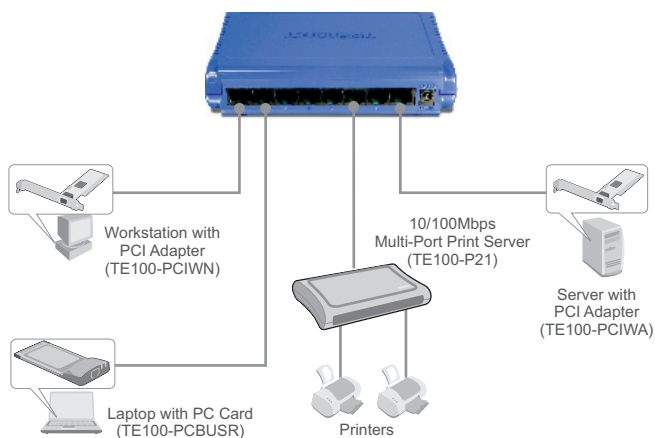 Workstation with
PCI Adapter
(TE100-PCIWN)
10/100Mbps
Multi-Port Print Server
(TE100-P21)
Server with
PCI Adapter
(TE100-PCIWA)
Laptop with PC Card
(TE100-PCBUSR)
Printers